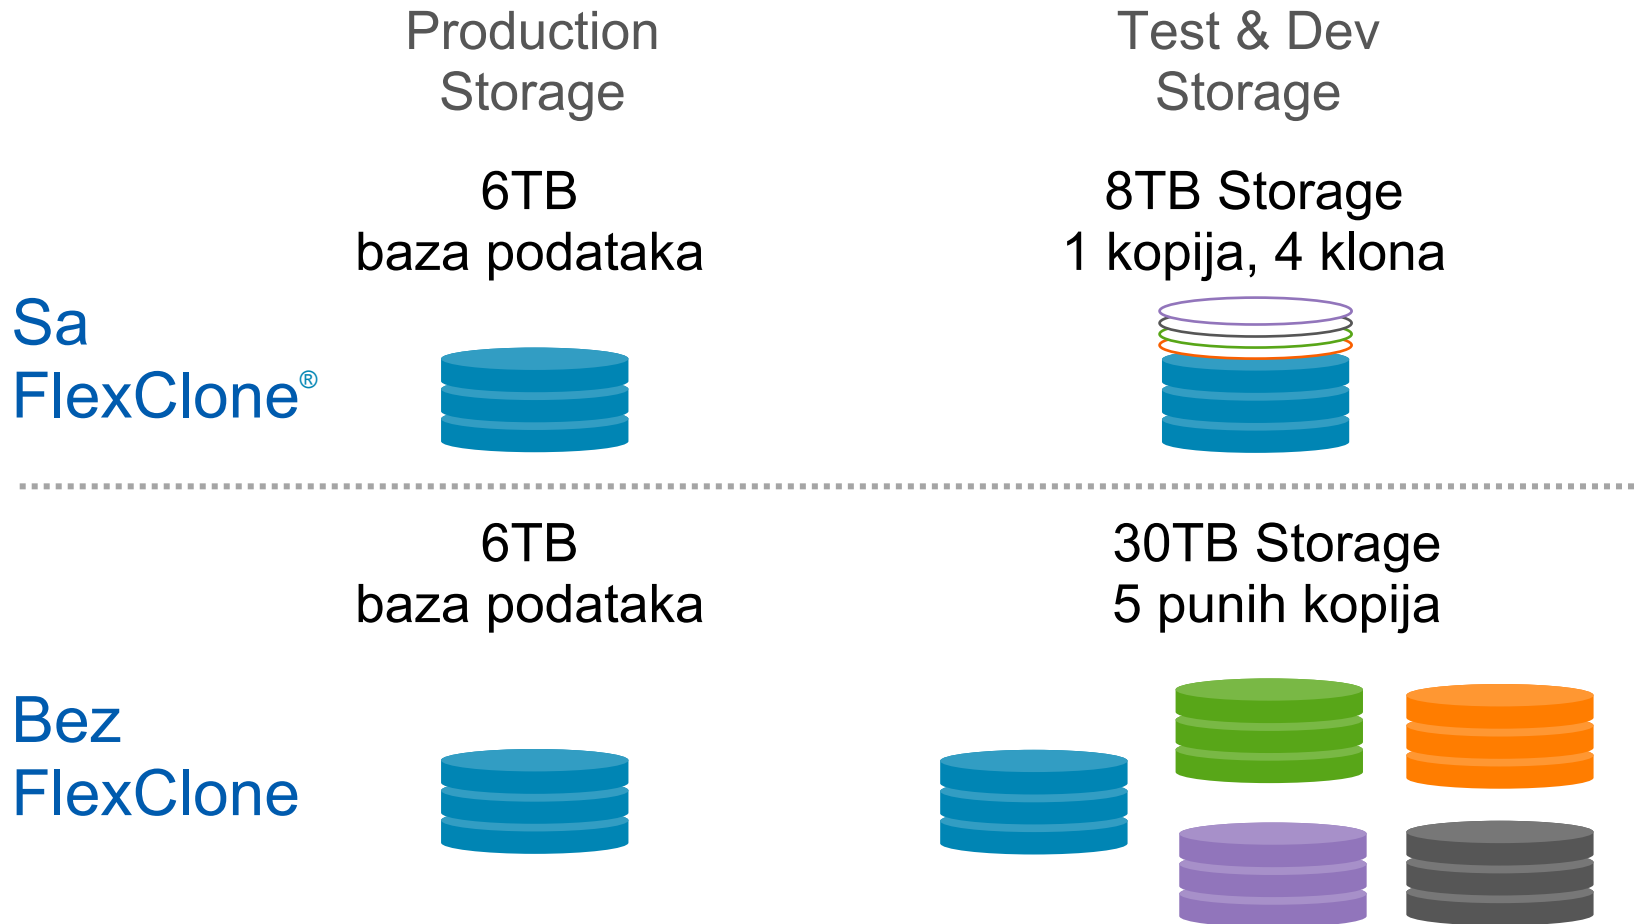 Production
Storage
Test & Dev
Storage
6TB
baza podataka
8TB Storage
1 kopija, 4 klona
Sa
FlexClone®
6TB
baza podataka
30TB Storage
5 punih kopija
Bez
FlexClone